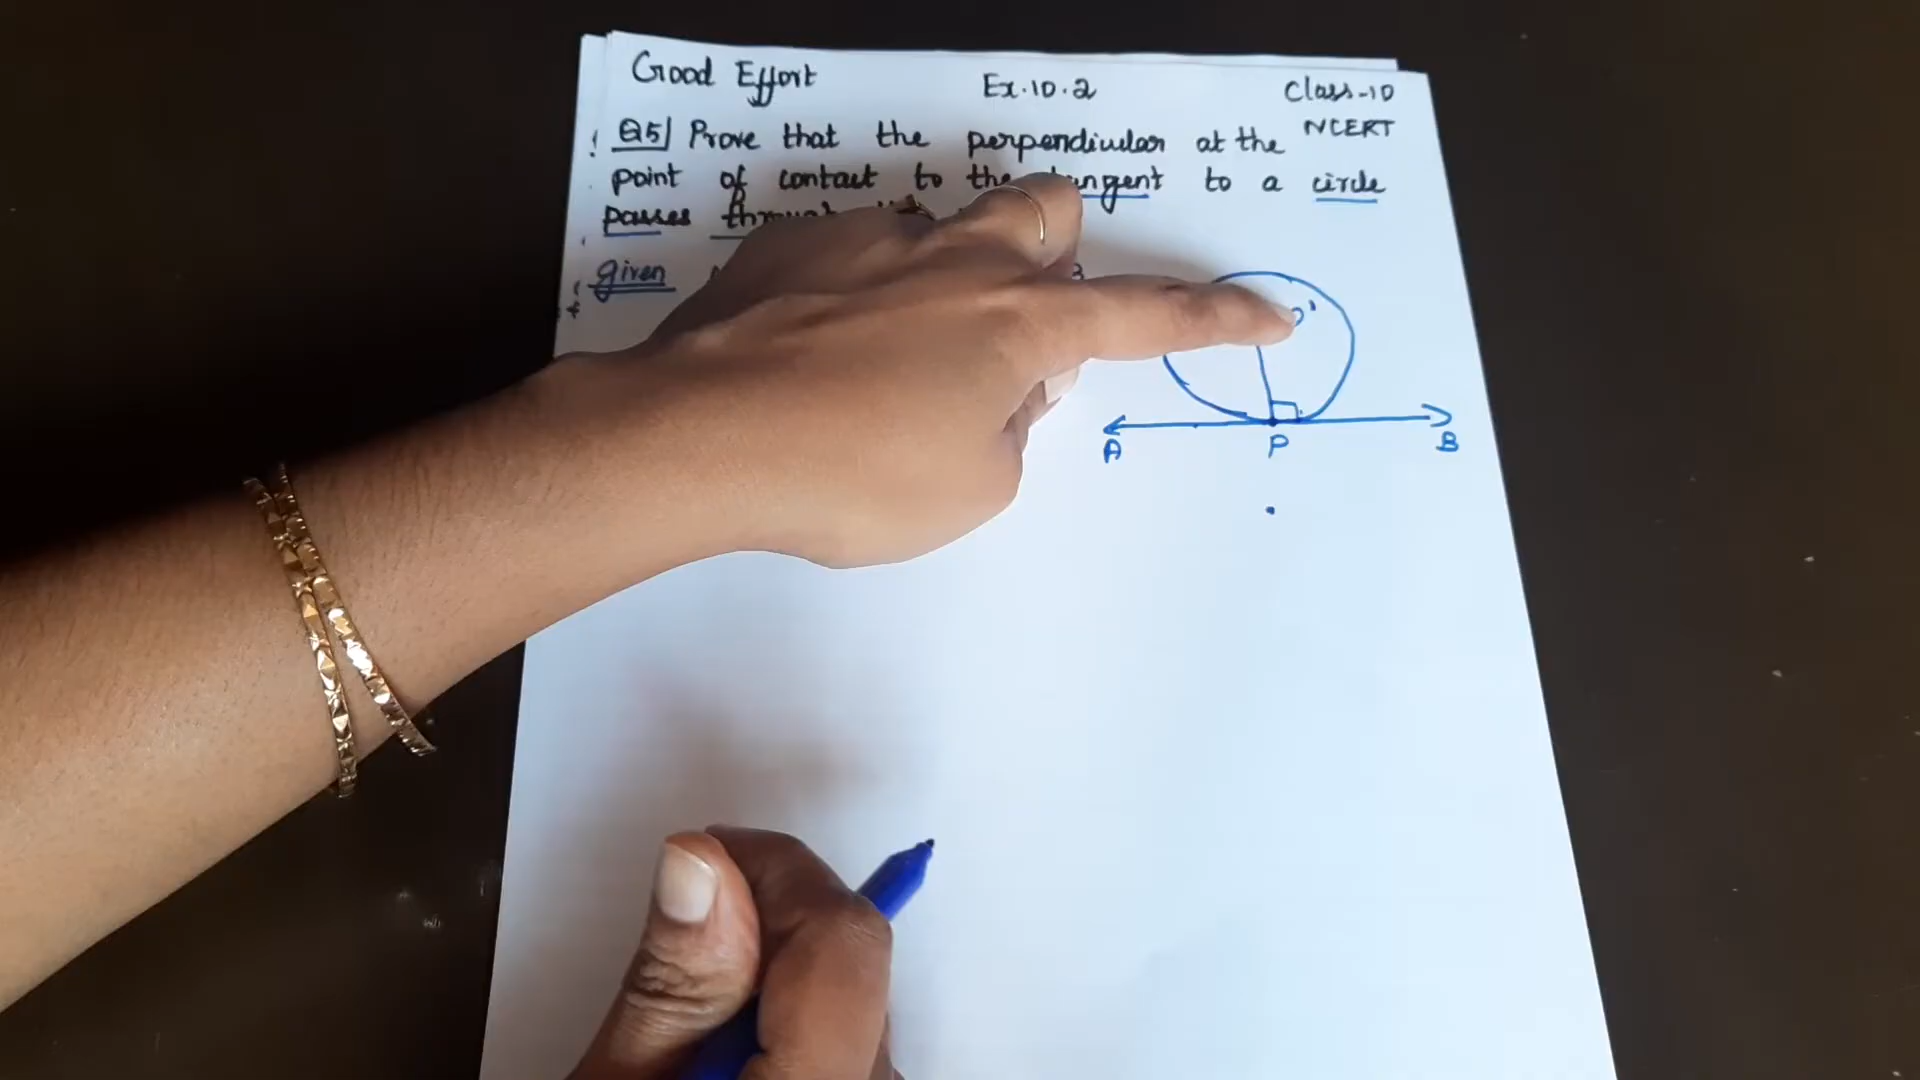 Good Effort Ex.10.2 Class-10
Q5 Prove that the perpendicular at the NCERT
point of contact to the tangent to a circle
passes through
given
O'
A P B